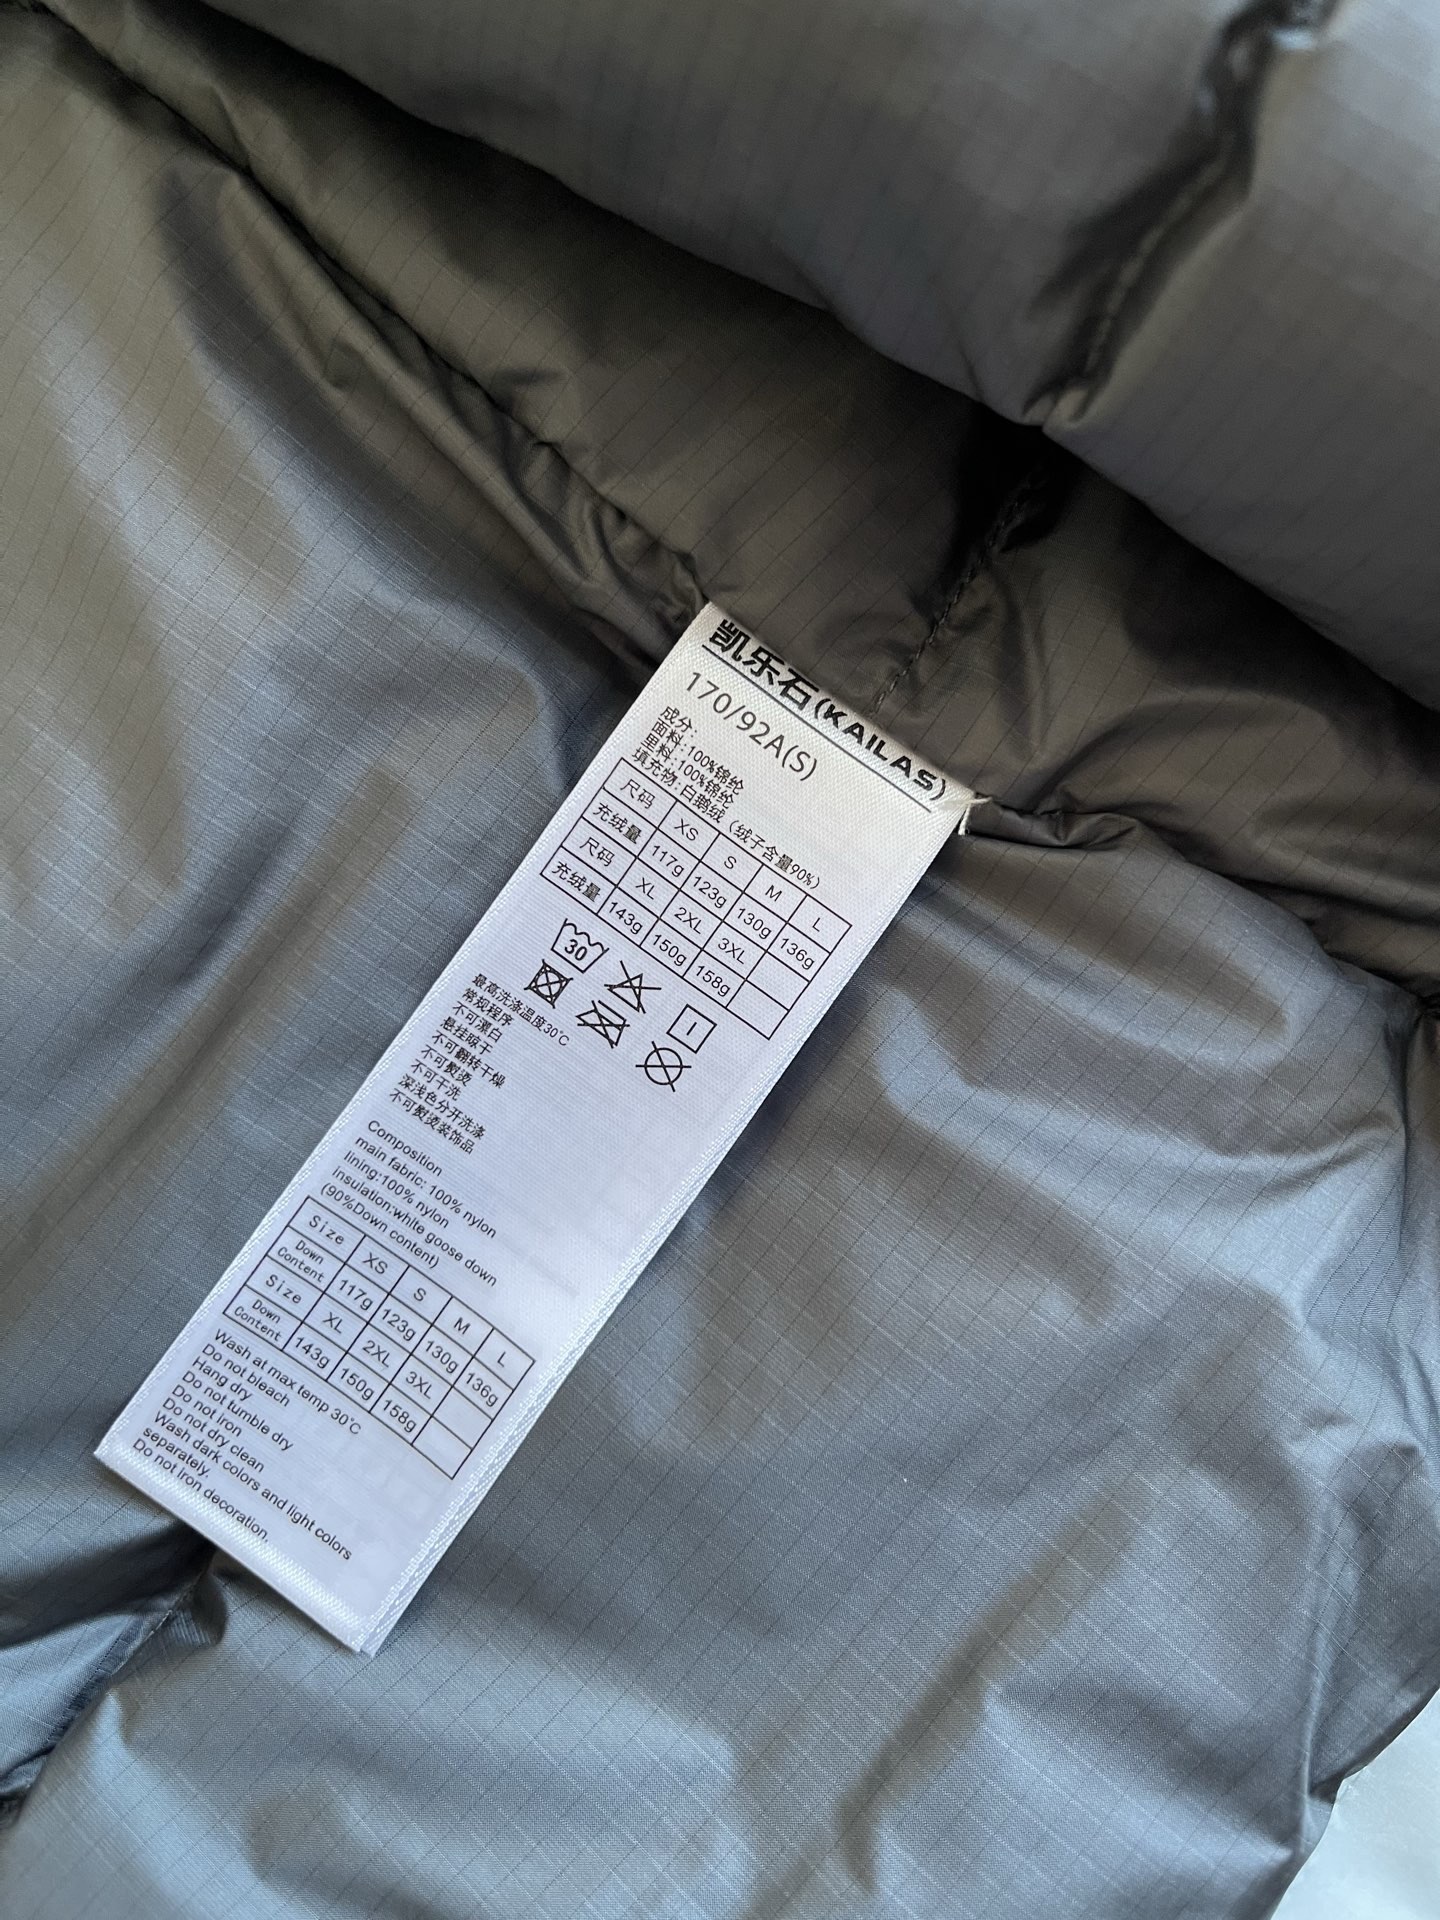 凯乐石(KAILAS)
170/92A(S)
成分:
面料:100%锦纶
里料:100%锦纶
填充物:白鹅绒(绒子含量90%)
尺码 XS S M L
充绒量 117g 123g 130g 136g
尺码 XL 2XL 3XL
充绒量 143g 150g 158g
30
最高洗涤温度30℃
常规程序
不可漂白
悬挂晾干
不可翻转干燥
不可熨烫
不可干洗
深浅色分开洗涤
不可熨烫装饰品
Composition
main fabric: 100% nylon
lining:100% nylon
insulation:white goose down
(90%Down content)
Size XS S M L
Down Content 117g 123g 130g 136g
Size XL 2XL 3XL
Down Content 143g 150g 158g
Wash at max temp 30℃
Do not bleach
Hang dry
Do not tumble dry
Do not iron
Do not dry clean
Wash dark colors and light colors
separately.
Do not iron decoration.